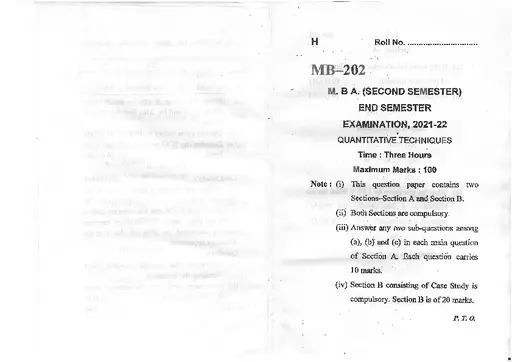 H Roll No. ..............................
MB–202
M. B A. (SECOND SEMESTER)
END SEMESTER
EXAMINATION, 2021-22
QUANTITATIVE TECHNIQUES
Time : Three Hours
Maximum Marks : 100
Note : (i) This question paper contains two
Sections–Section A and Section B.
(ii) Both Sections are compulsory.
(iii) Answer any two sub-questions among
(a), (b) and (c) in each main question
of Section A. Each question carries
10 marks.
(iv) Section B consisting of Case Study is
compulsory. Section B is of 20 marks.
P. T. O.